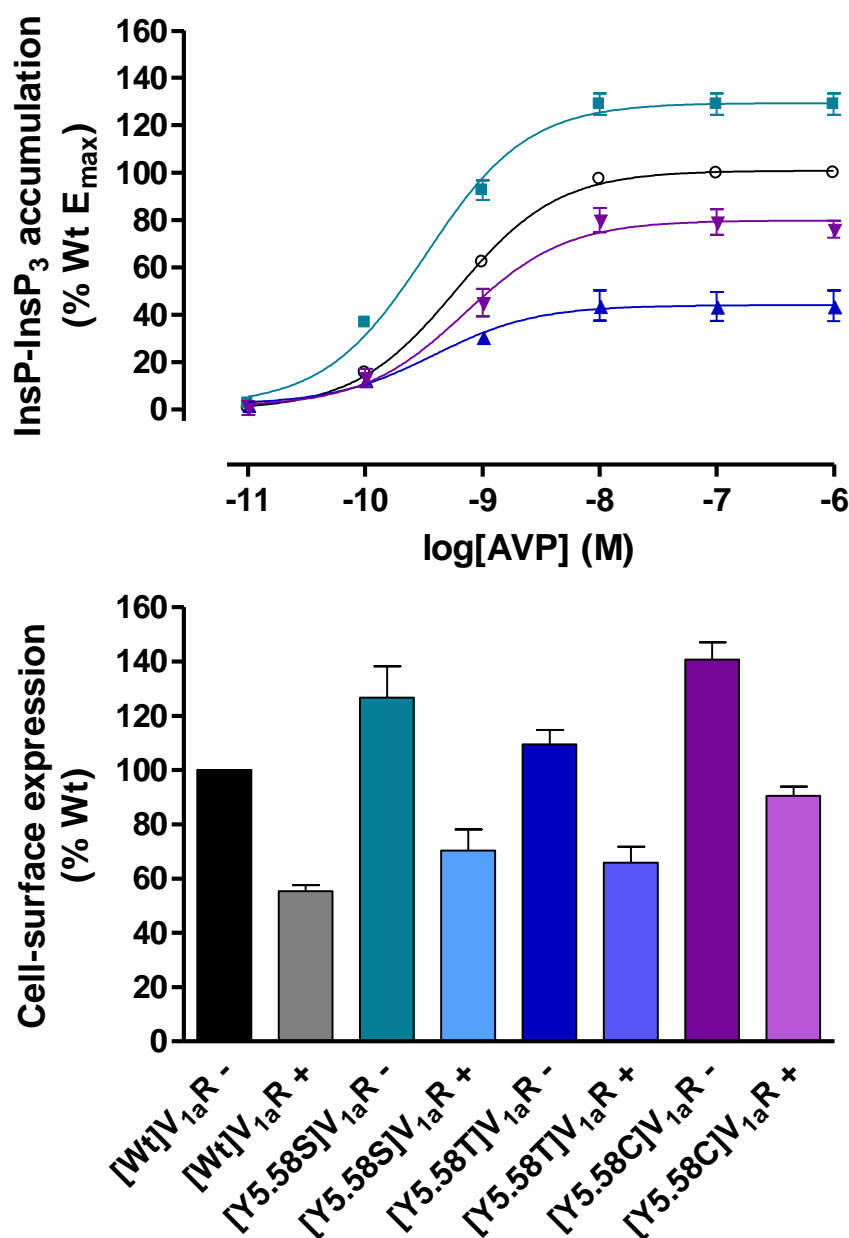 InsP-InsP₃ accumulation
(% Wt Eₘₐₓ)
160
140
120
100
80
60
40
20
0
-11 -10 -9 -8 -7 -6
log[AVP] (M)
Cell-surface expression
(% Wt)
160
140
120
100
80
60
40
20
0
[Wt]V₁ₐR -
[Wt]V₁ₐR +
[Y5.58S]V₁ₐR -
[Y5.58S]V₁ₐR +
[Y5.58T]V₁ₐR -
[Y5.58T]V₁ₐR +
[Y5.58C]V₁ₐR -
[Y5.58C]V₁ₐR +